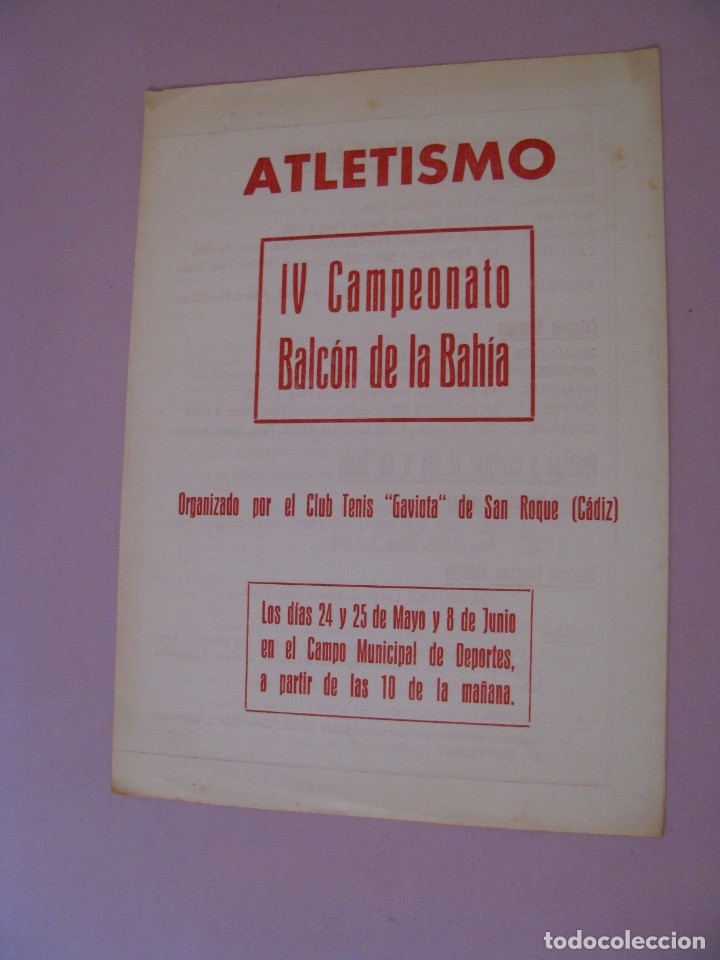 ATLETISMO
IV Campeonato
Balcón de la Bahía
Organizado por el Club Tenis "Gaviota" de San Roque (Cádiz)
Los días 24 y 25 de Mayo y 8 de Junio
en el Campo Municipal de Deportes,
a partir de las 10 de la mañana.
todocoleccion